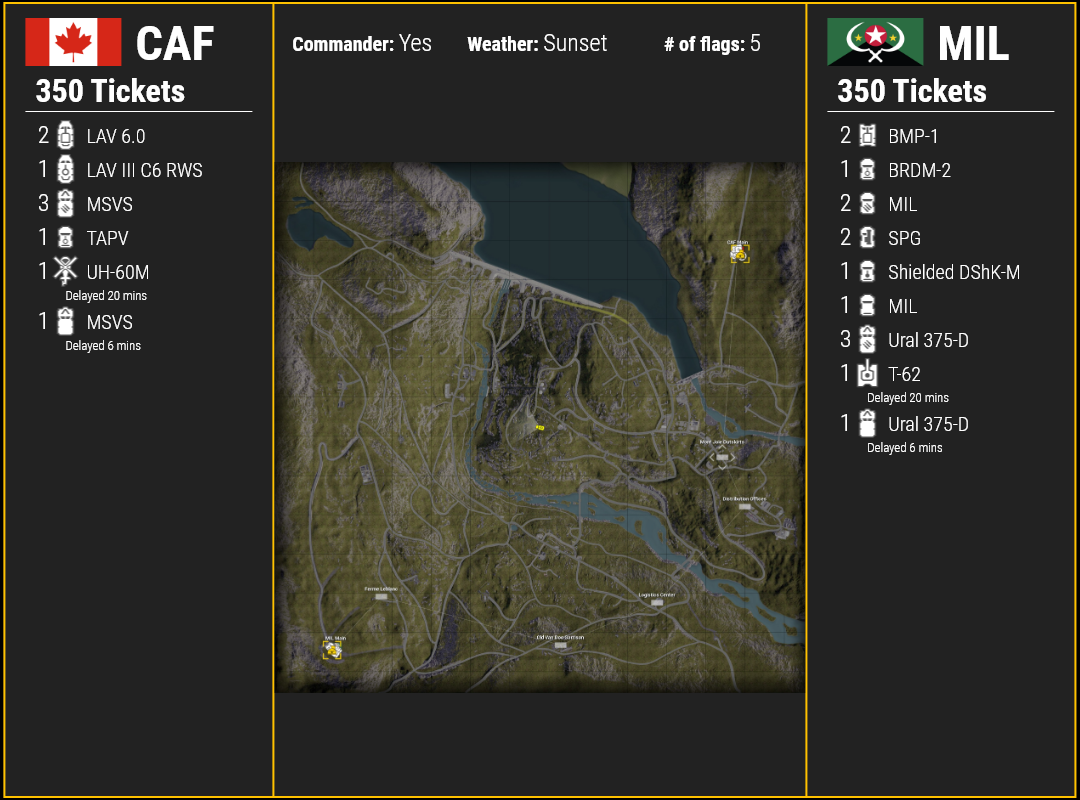 CAF
350 Tickets
2 LAV 6.0
1 LAV III C6 RWS
3 MSVS
1 TAPV
1 UH-60M
Delayed 20 mins
1 MSVS
Delayed 6 mins
Commander: Yes Weather: Sunset # of flags: 5
CAF Main
Distribution Offices
Logistics Center
MIL Main
MIL
350 Tickets
2 BMP-1
1 BRDM-2
2 MIL
2 SPG
1 Shielded DShK-M
1 MIL
3 Ural 375-D
1 T-62
Delayed 20 mins
1 Ural 375-D
Delayed 6 mins